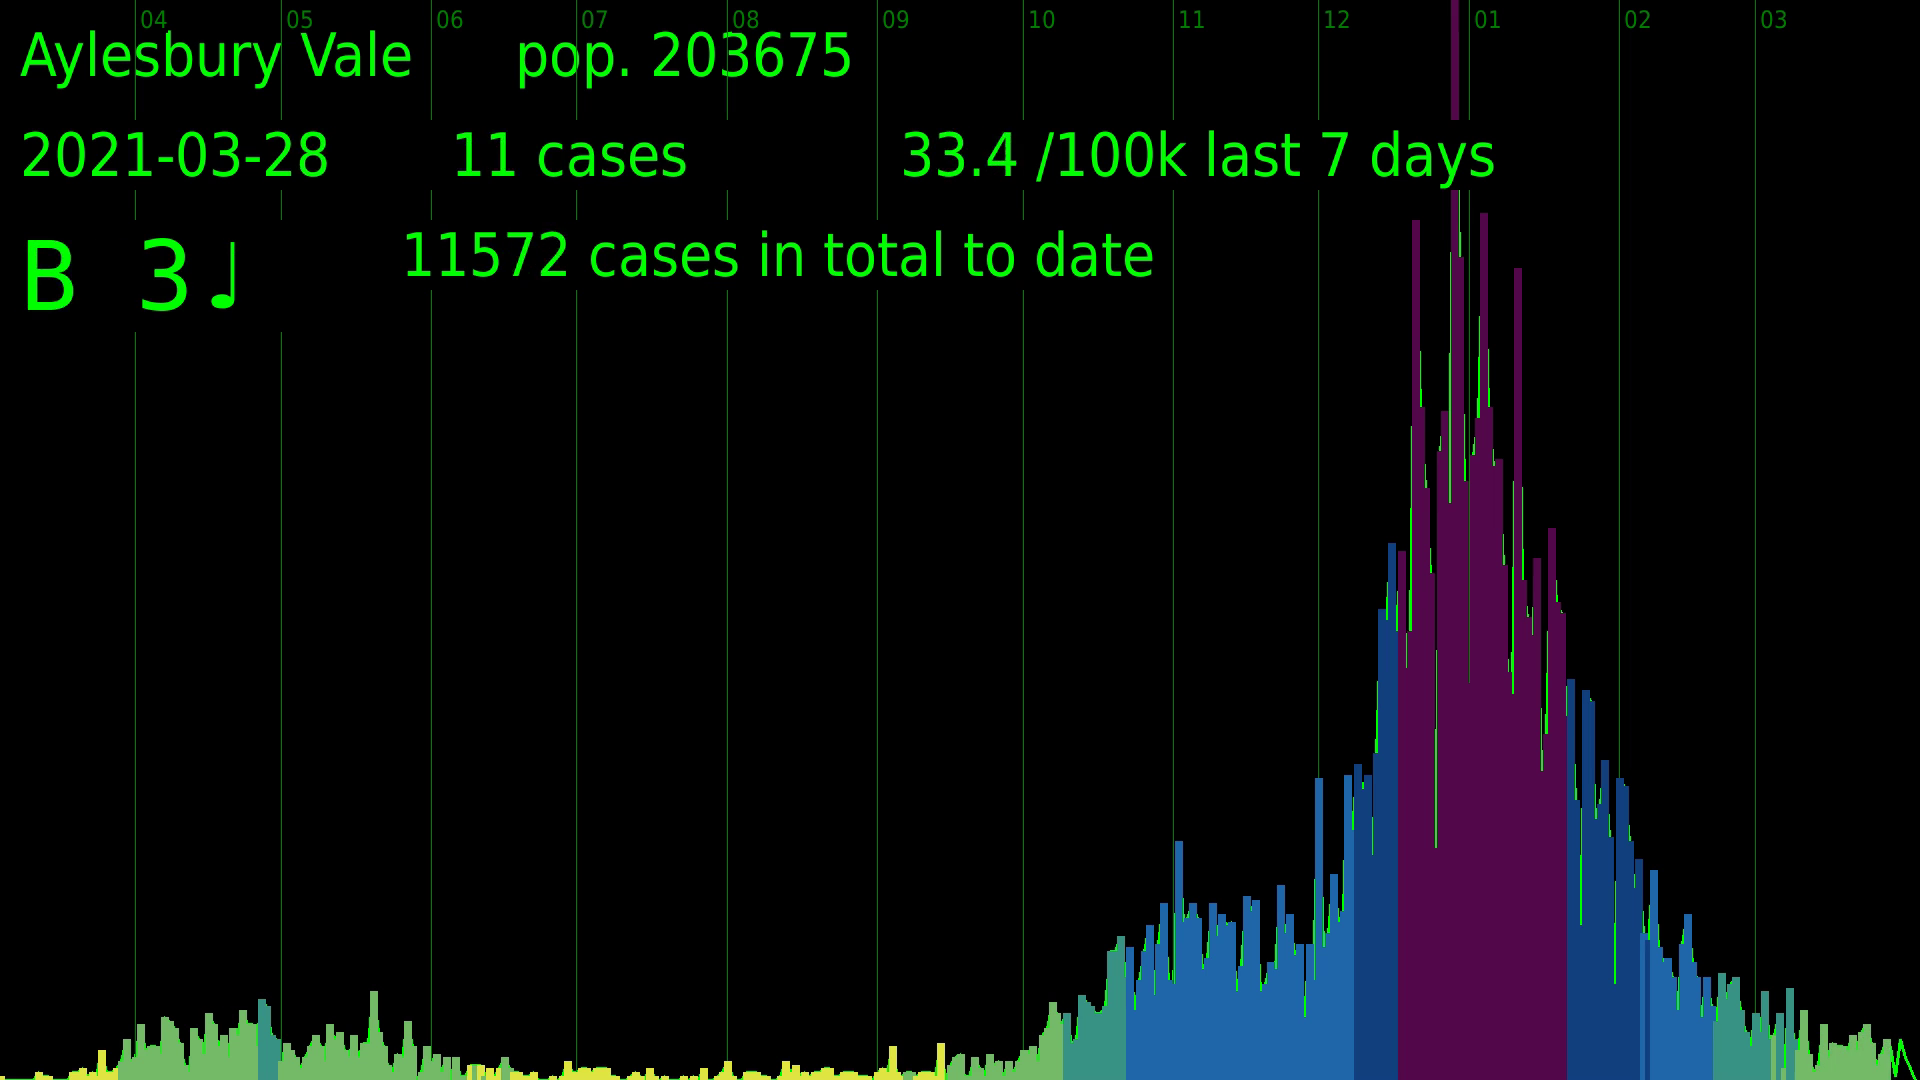 04 05 06 07 08 09 10 11 12 01 02 03
Aylesbury Vale pop. 203675
2021-03-28 11 cases 33.4 /100k last 7 days
B 3♩ 11572 cases in total to date